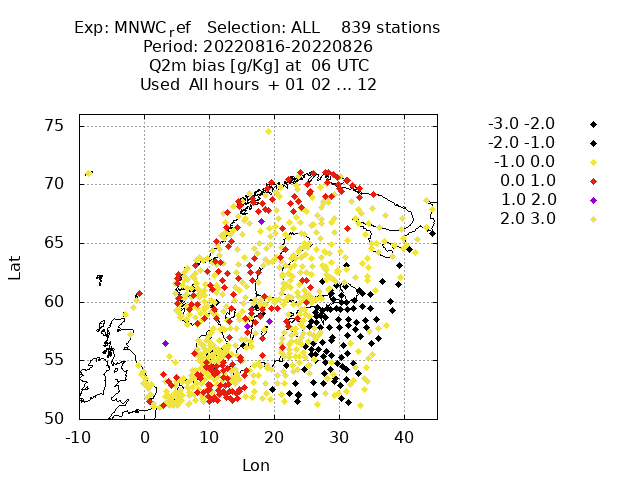 Exp: MNWCref   Selection: ALL    839 stations
Period: 20220816-20220826
Q2m bias [g/Kg] at  06 UTC
Used  All hours  + 01 02 ... 12
-3.0 -2.0
-2.0 -1.0
-1.0 0.0
0.0 1.0
1.0 2.0
2.0 3.0
75
70
65
60
55
50
Lat
-10 0 10 20 30 40
Lon